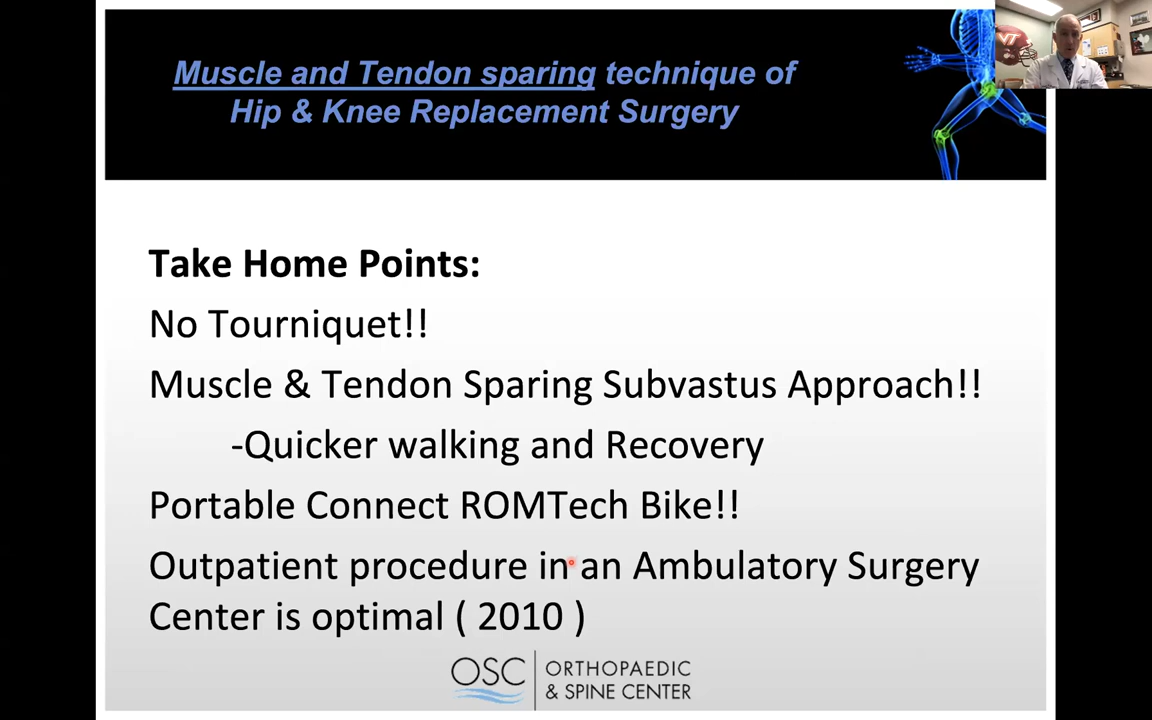 Muscle and Tendon sparing technique of
Hip & Knee Replacement Surgery
VT
Take Home Points:
No Tourniquet!!
Muscle & Tendon Sparing Subvastus Approach!!
-Quicker walking and Recovery
Portable Connect ROMTech Bike!!
Outpatient procedure in an Ambulatory Surgery
Center is optimal ( 2010 )
OSC ORTHOPAEDIC
& SPINE CENTER